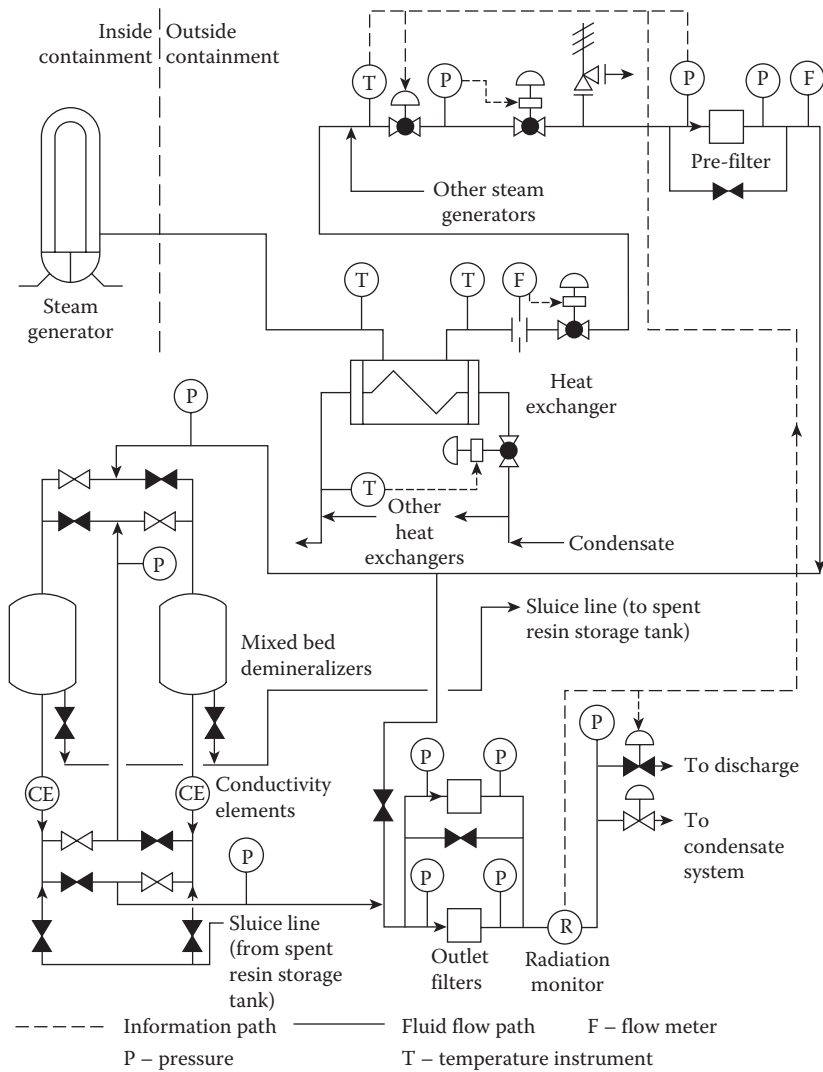 Inside
containment
Outside
containment
T
P
P
P
F
Pre-filter
Other steam
generators
Steam
generator
T
T
F
Heat
exchanger
P
T
Other
heat
exchangers
Condensate
P
Sluice line (to spent
resin storage tank)
Mixed bed
demineralizers
P
P
P
To discharge
CE
CE
Conductivity
elements
To
condensate
system
P
P
P
Sluice line
(from spent
resin storage
tank)
R
Outlet
filters
Radiation
monitor
Information path
Fluid flow path
F – flow meter
P – pressure
T – temperature instrument